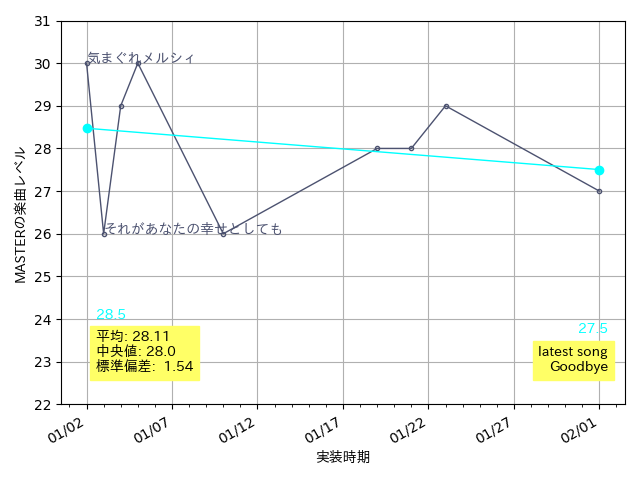 31
30
29
28
27
26
25
24
23
22
MASTERの楽曲レベル
気まぐれメルシィ
それがあなたの幸せとしても
28.5
平均: 28.11
中央値: 28.0
標準偏差: 1.54
27.5
latest song
Goodbye
01/02
01/07
01/12
01/17
01/22
01/27
02/01
実装時期